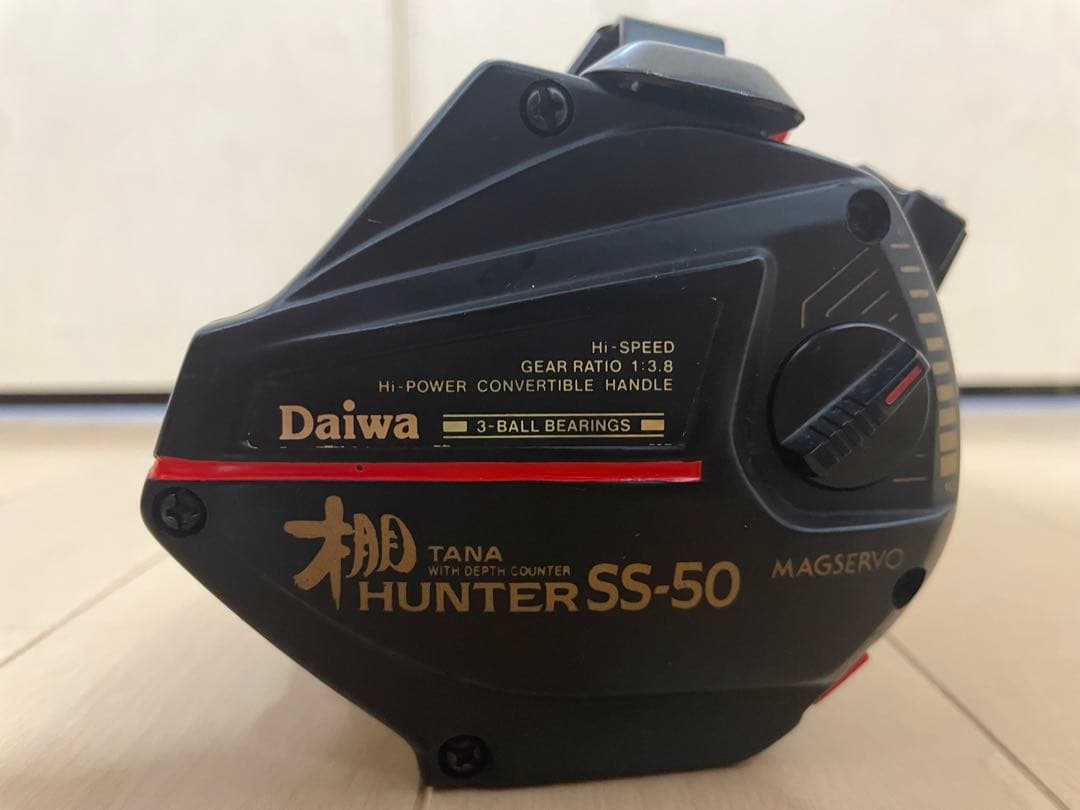 Hi-SPEED
GEAR RATIO 1:3.8
Hi-POWER CONVERTIBLE HANDLE
Daiwa 3-BALL BEARINGS
棚 TANA
WITH DEPTH COUNTER
HUNTER SS-50
MAGSERVO